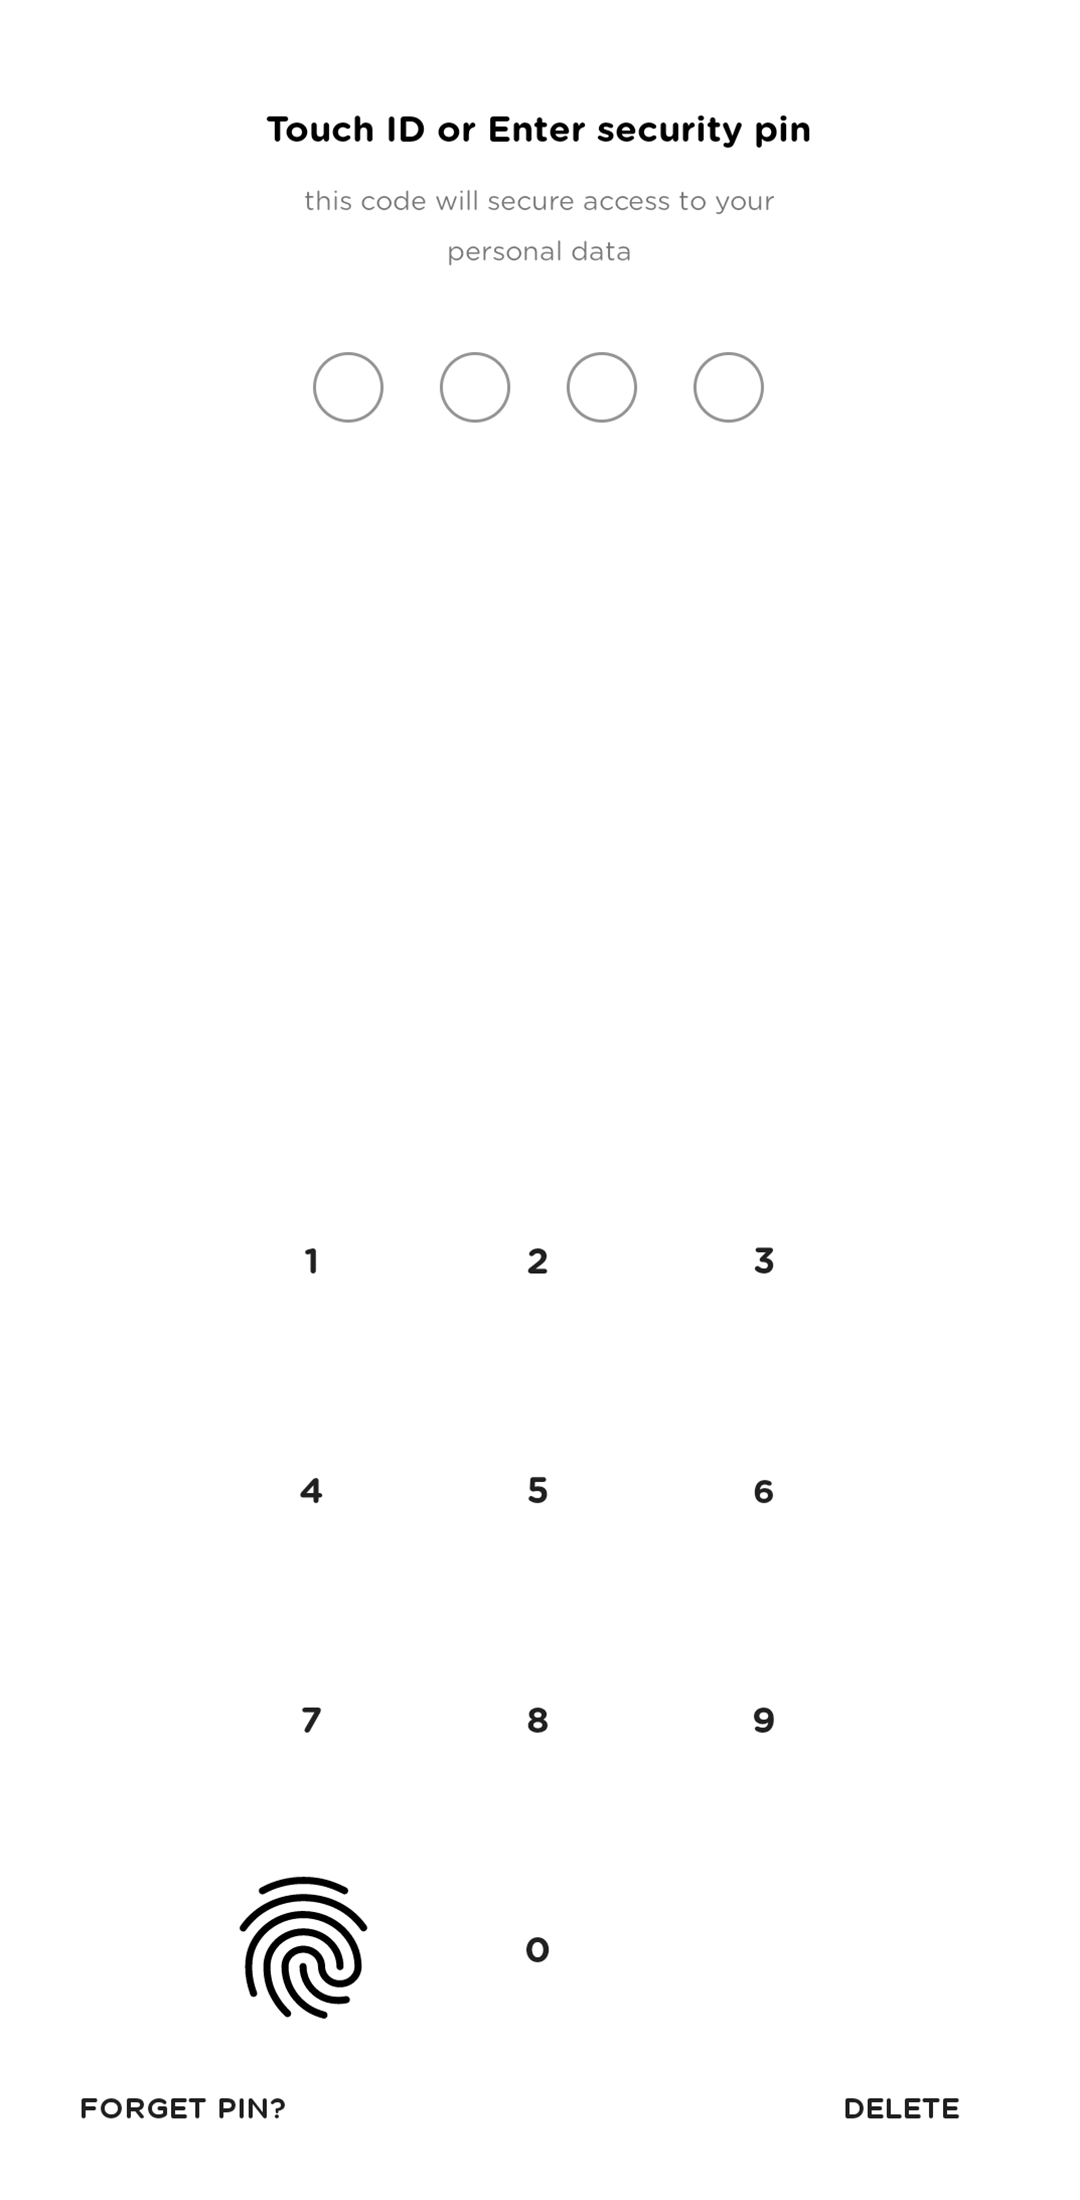 Touch ID or Enter security pin
this code will secure access to your
personal data
1 2 3
4 5 6
7 8 9
0
FORGET PIN? DELETE